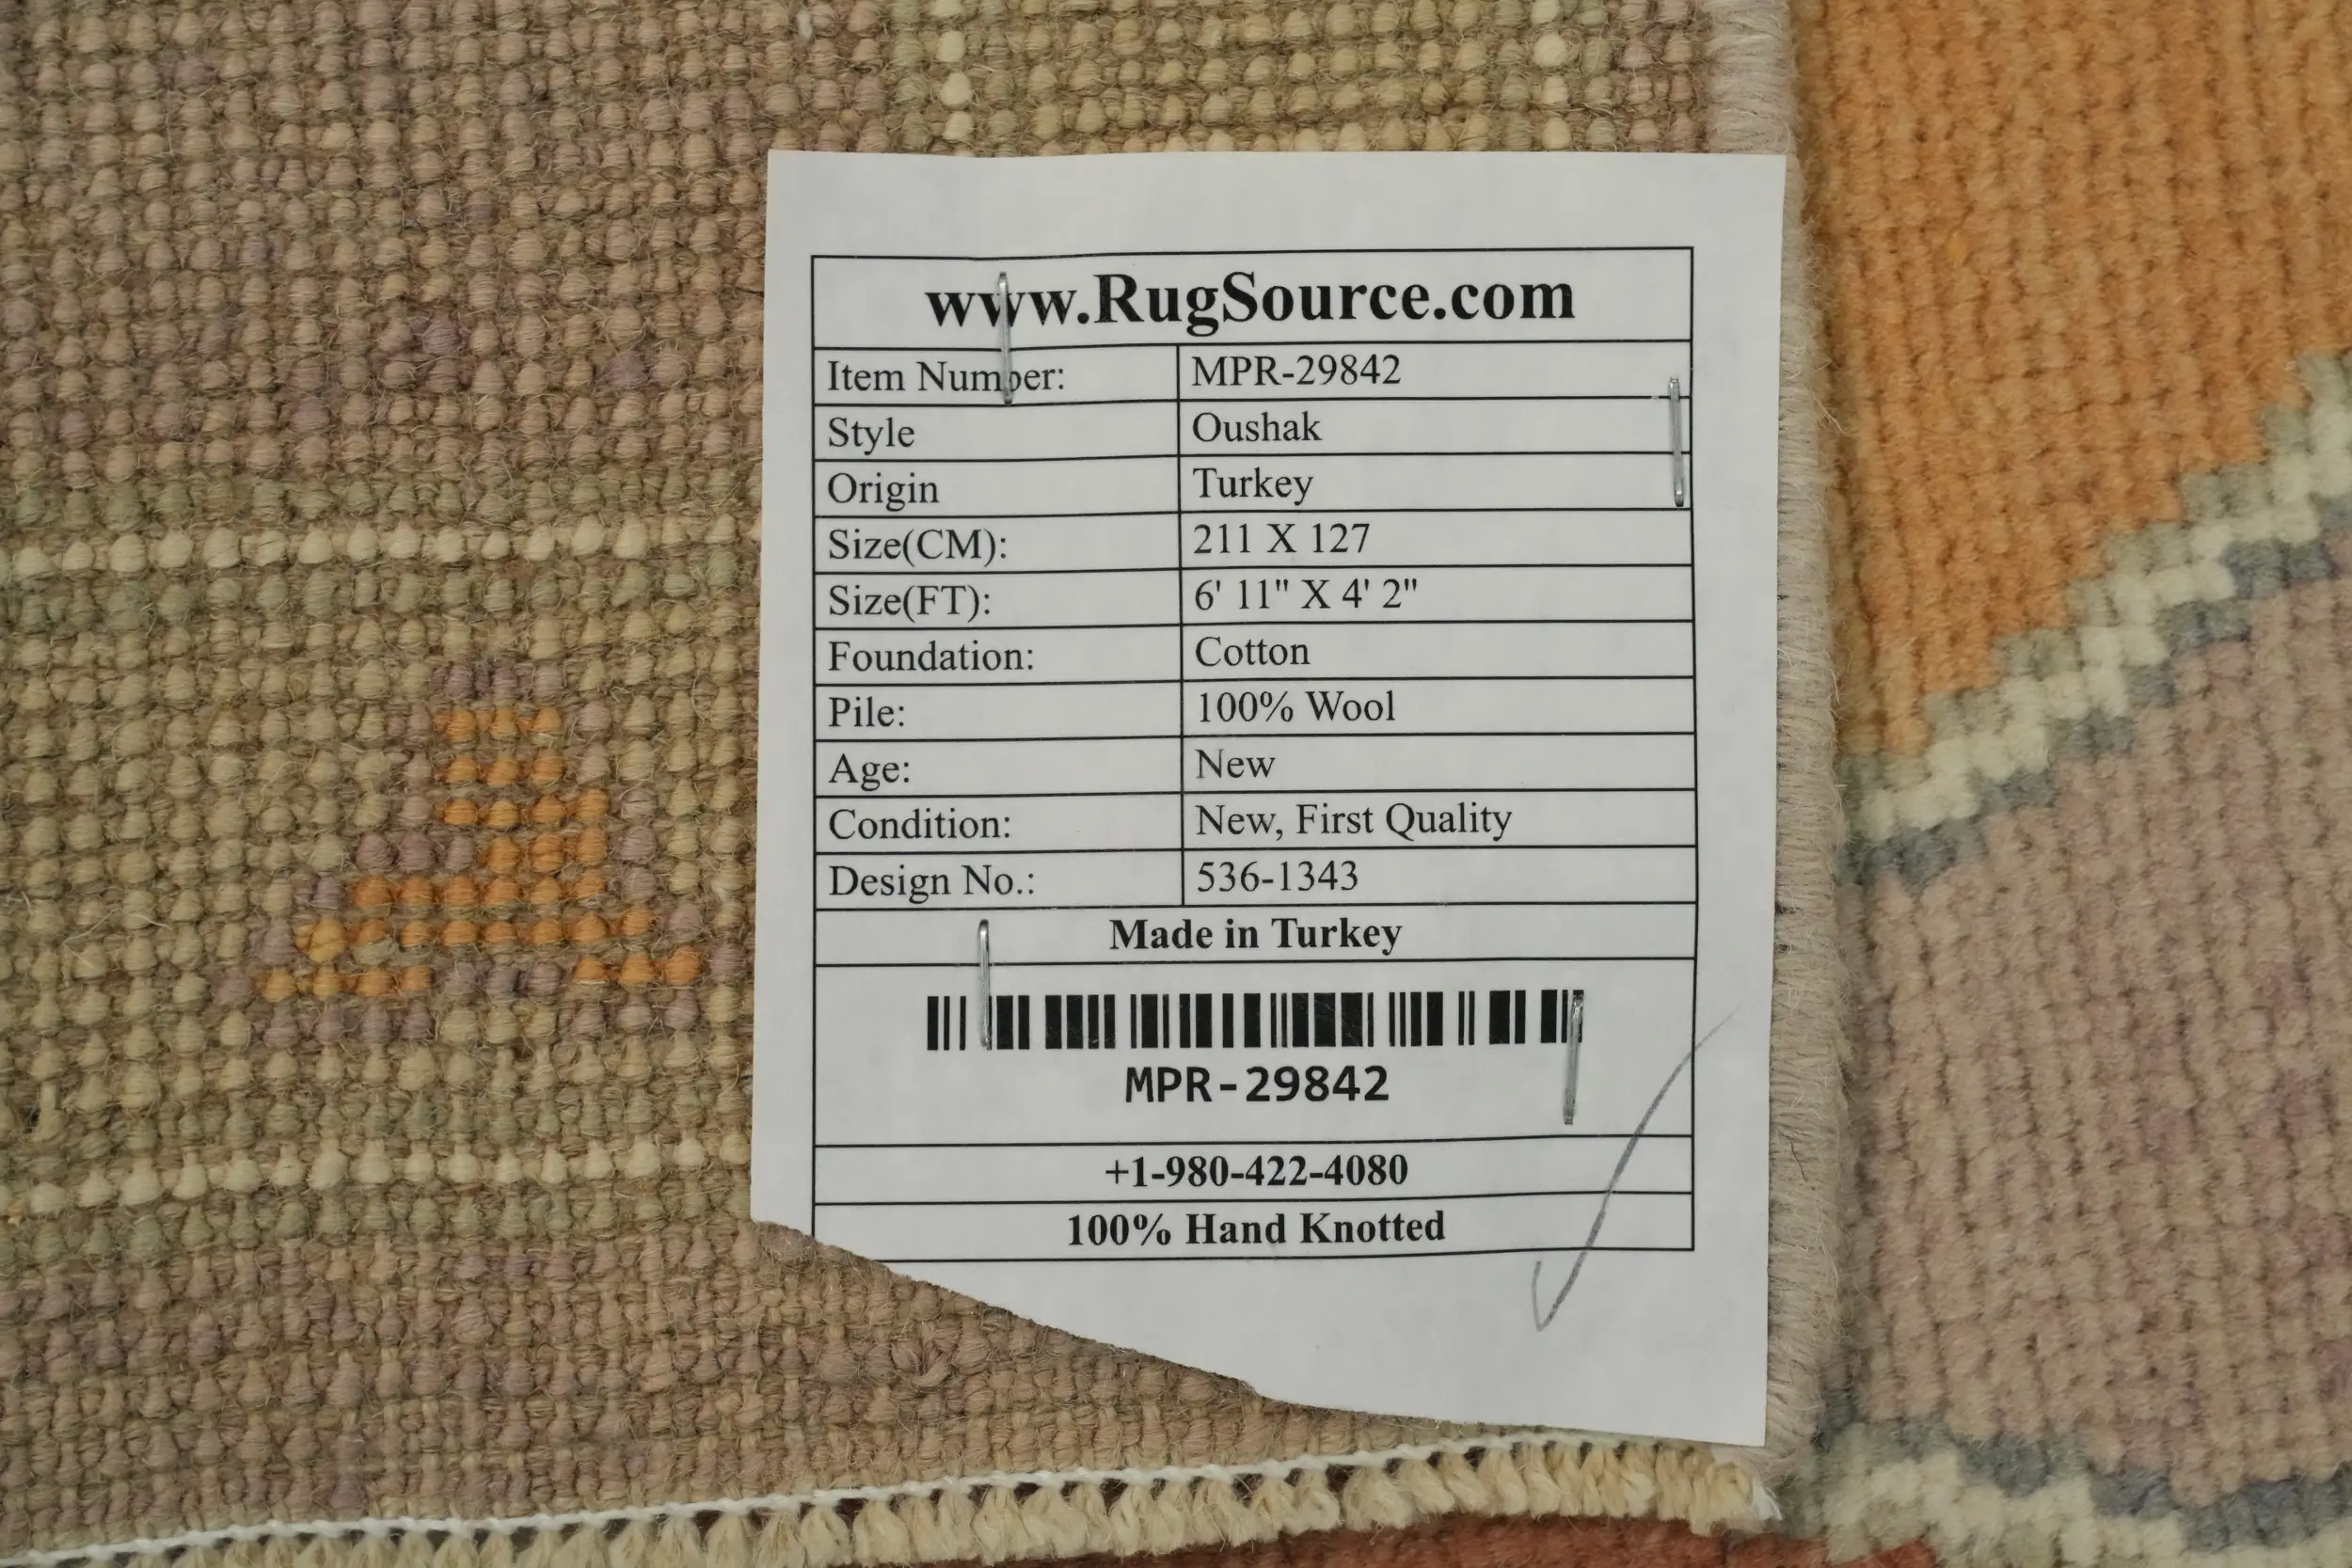 www.RugSource.com
Item Number: MPR-29842
Style Oushak
Origin Turkey
Size(CM): 211 X 127
Size(FT): 6' 11" X 4' 2"
Foundation: Cotton
Pile: 100% Wool
Age: New
Condition: New, First Quality
Design No.: 536-1343
Made in Turkey
MPR-29842
+1-980-422-4080
100% Hand Knotted